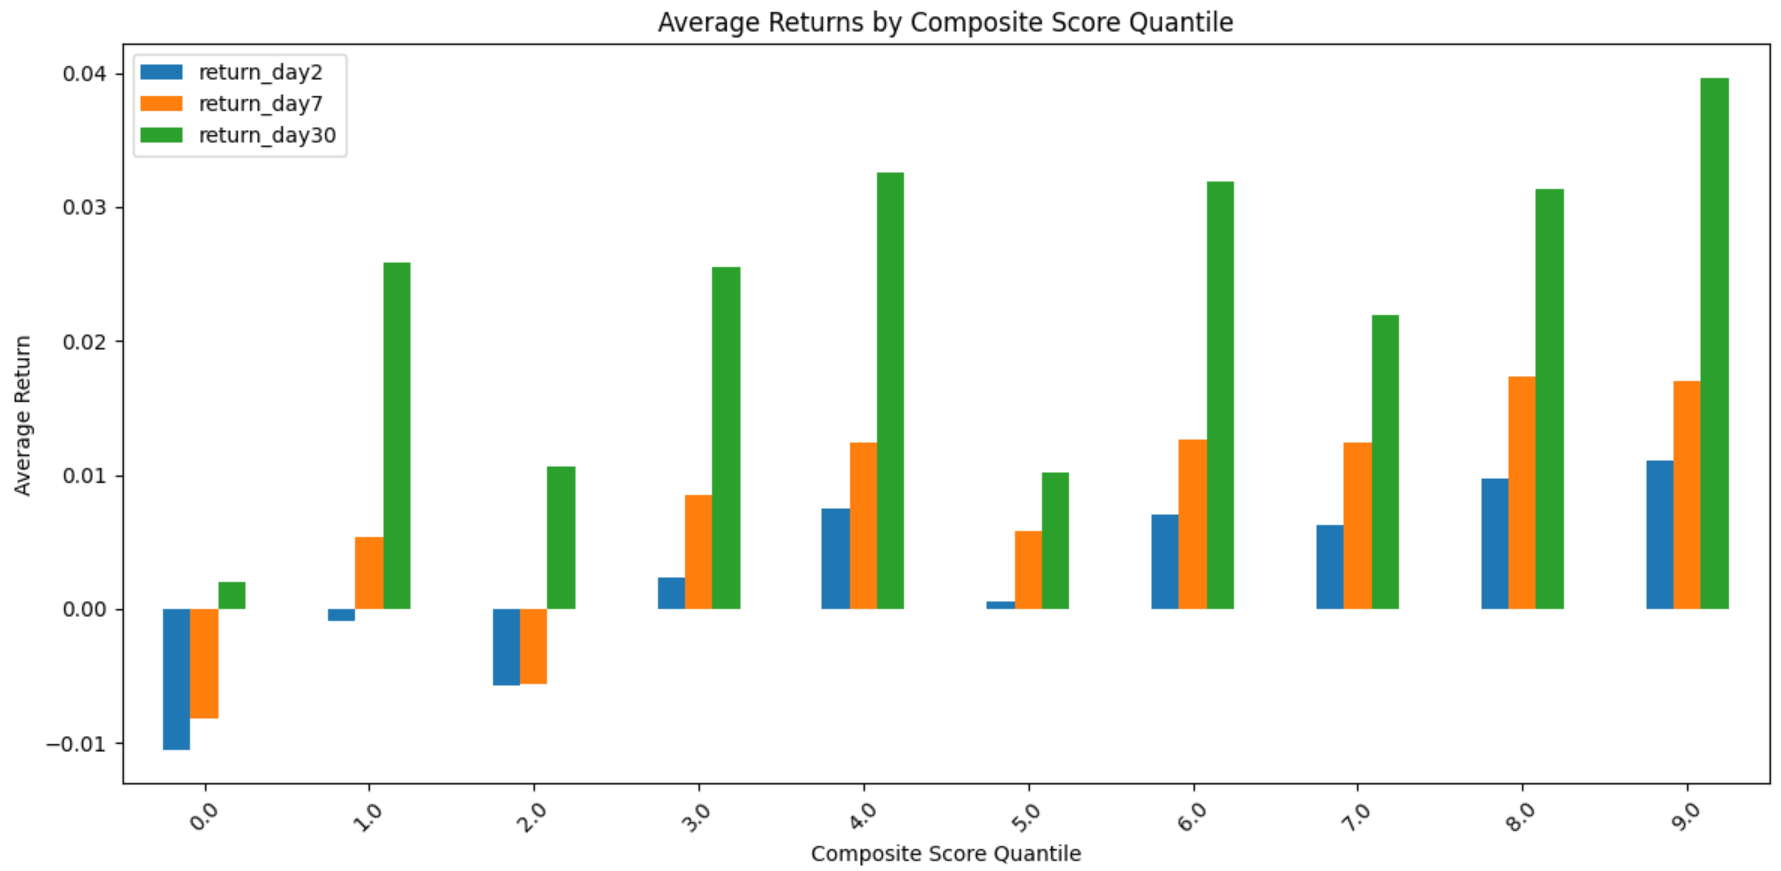 Average Returns by Composite Score Quantile
return_day2
return_day7
return_day30
Average Return
0.04
0.03
0.02
0.01
0.00
−0.01
0.0 1.0 2.0 3.0 4.0 5.0 6.0 7.0 8.0 9.0
Composite Score Quantile